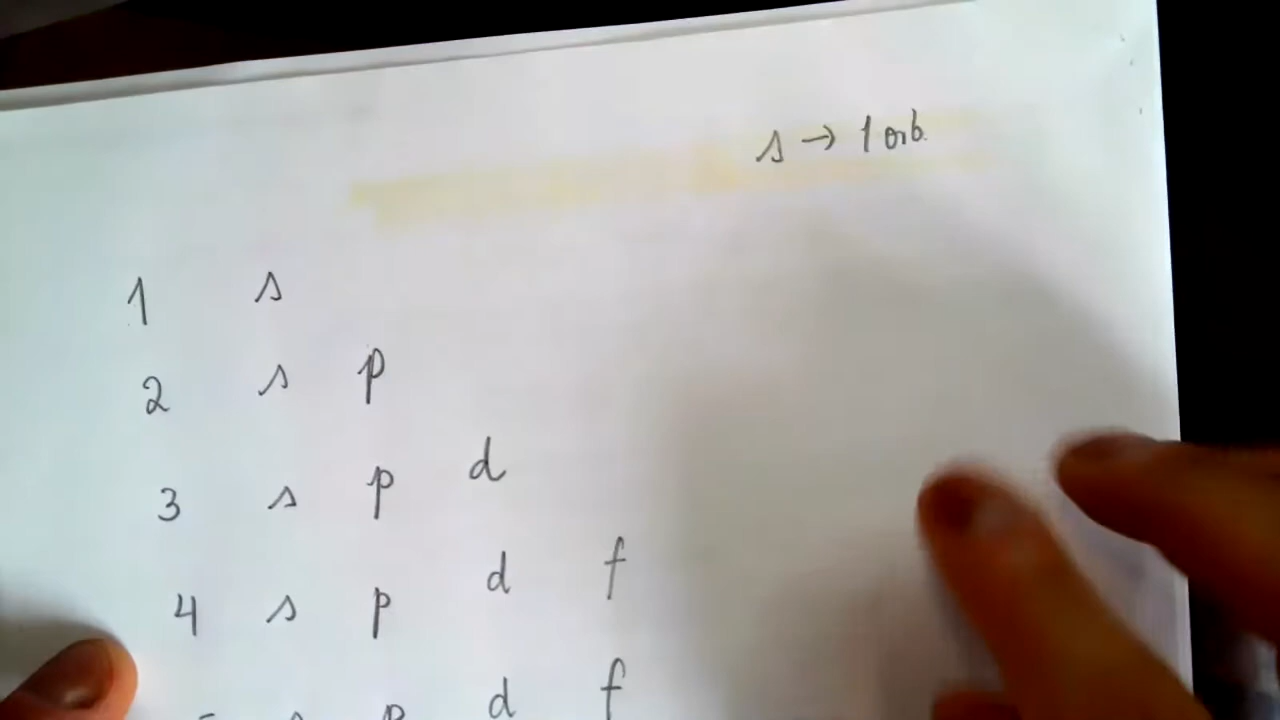 s → 1 orb.
1 s
2 s p
3 s p d
4 s p d f
s p d f